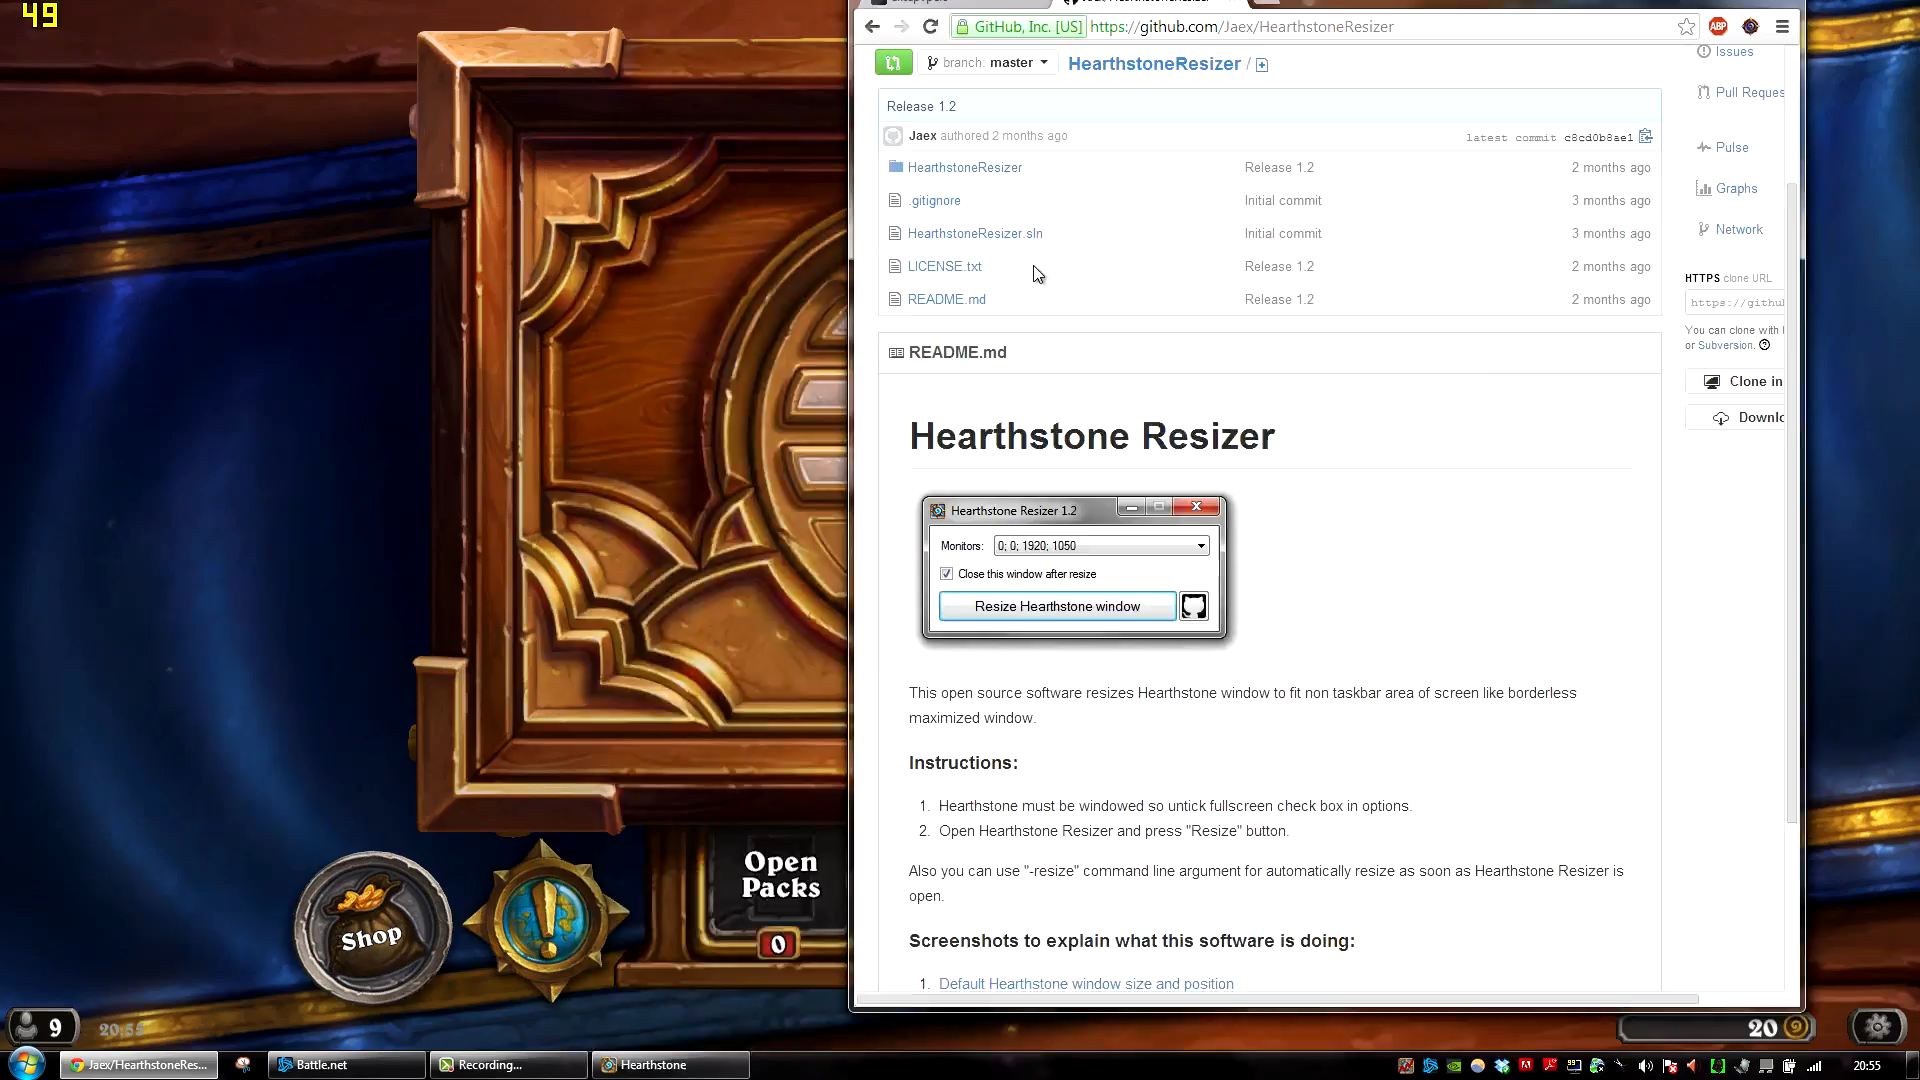 49
GitHub, Inc. [US] https://github.com/Jaex/HearthstoneResizer
ABP
branch: master
HearthstoneResizer /
Issues
Release 1.2
Pull Reques
Jaex authored 2 months ago
latest commit c8cd0b8ae1
Pulse
HearthstoneResizer Release 1.2 2 months ago
Graphs
.gitignore Initial commit 3 months ago
Network
HearthstoneResizer.sln Initial commit 3 months ago
LICENSE.txt Release 1.2 2 months ago
HTTPS clone URL
README.md Release 1.2 2 months ago
https://githu
You can clone with
or Subversion.
README.md
Clone in
Downlo
Hearthstone Resizer
Hearthstone Resizer 1.2
Monitors: 0; 0; 1920; 1050
Close this window after resize
Resize Hearthstone window
This open source software resizes Hearthstone window to fit non taskbar area of screen like borderless
maximized window.
Instructions:
1. Hearthstone must be windowed so untick fullscreen check box in options.
2. Open Hearthstone Resizer and press "Resize" button.
Also you can use "-resize" command line argument for automatically resize as soon as Hearthstone Resizer is
open.
Screenshots to explain what this software is doing:
1. Default Hearthstone window size and position
Open
Packs
0
Shop
9
20:55
20
Jaex/HearthstoneRes...
Battle.net
Recording...
Hearthstone
20:55